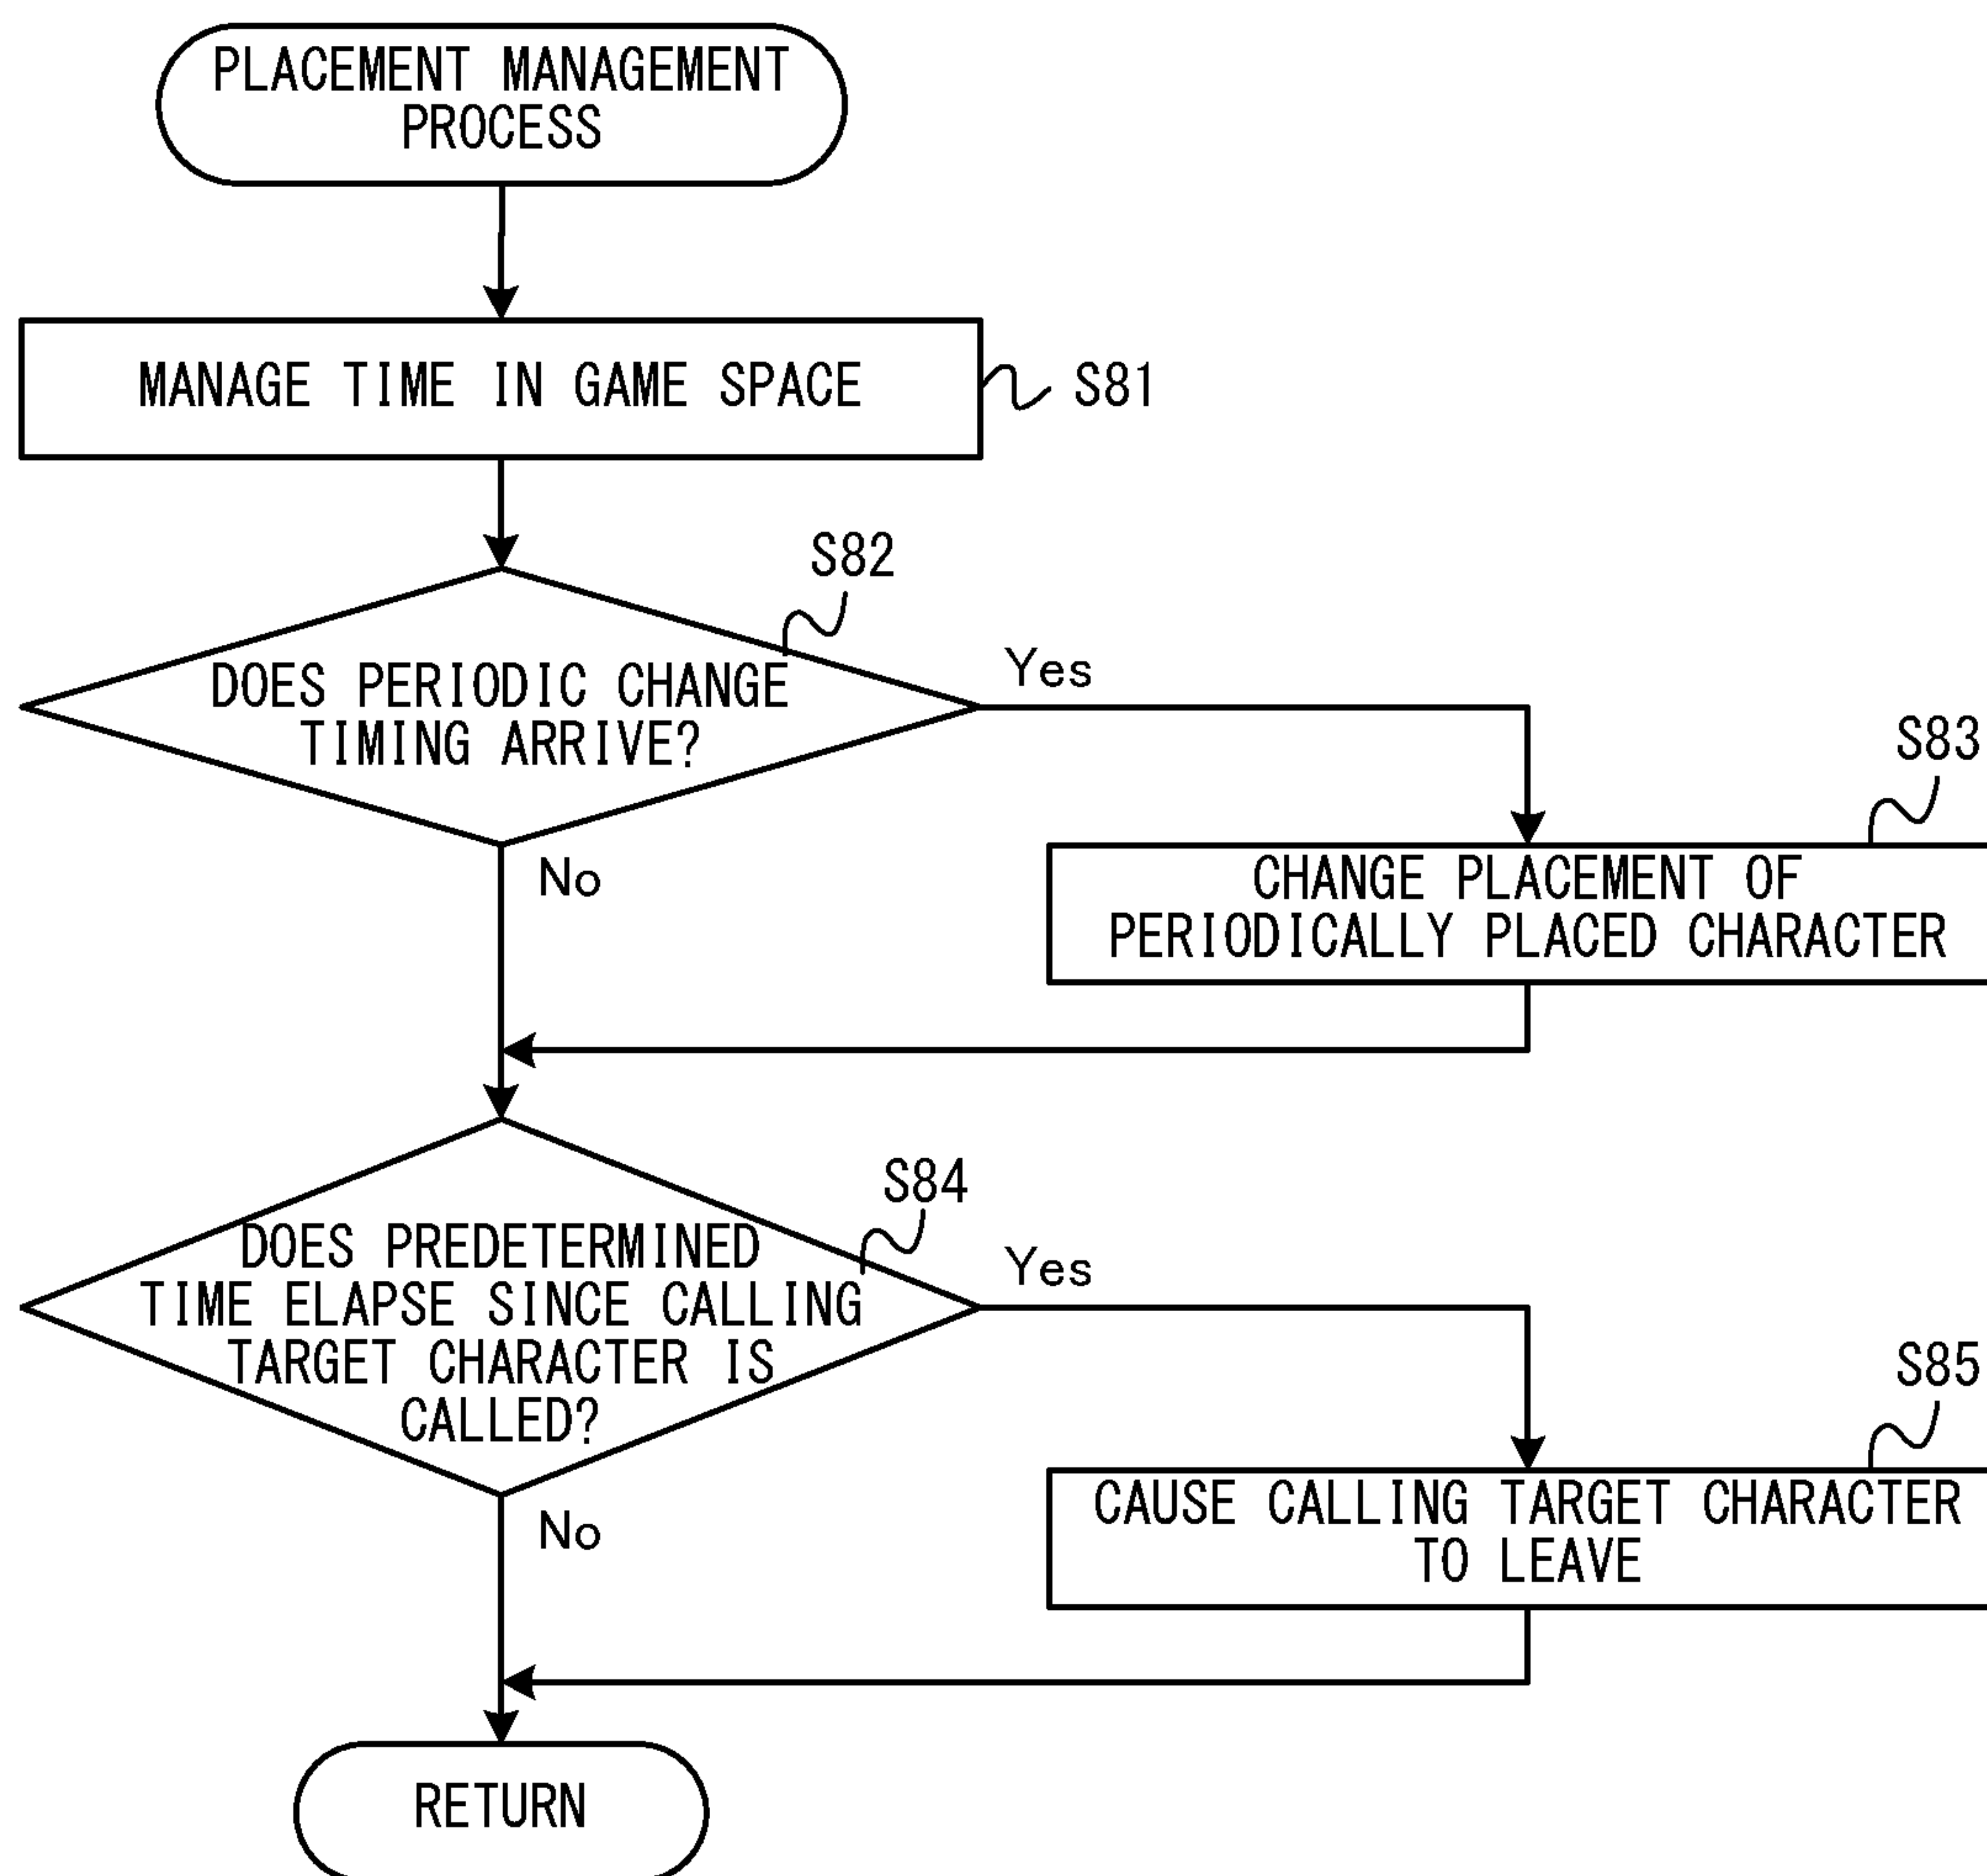 PLACEMENT MANAGEMENT
PROCESS
MANAGE TIME IN GAME SPACE
S81
S82
DOES PERIODIC CHANGE
TIMING ARRIVE?
Yes
No
S83
CHANGE PLACEMENT OF
PERIODICALLY PLACED CHARACTER
S84
DOES PREDETERMINED
TIME ELAPSE SINCE CALLING
TARGET CHARACTER IS
CALLED?
Yes
No
S85
CAUSE CALLING TARGET CHARACTER
TO LEAVE
RETURN